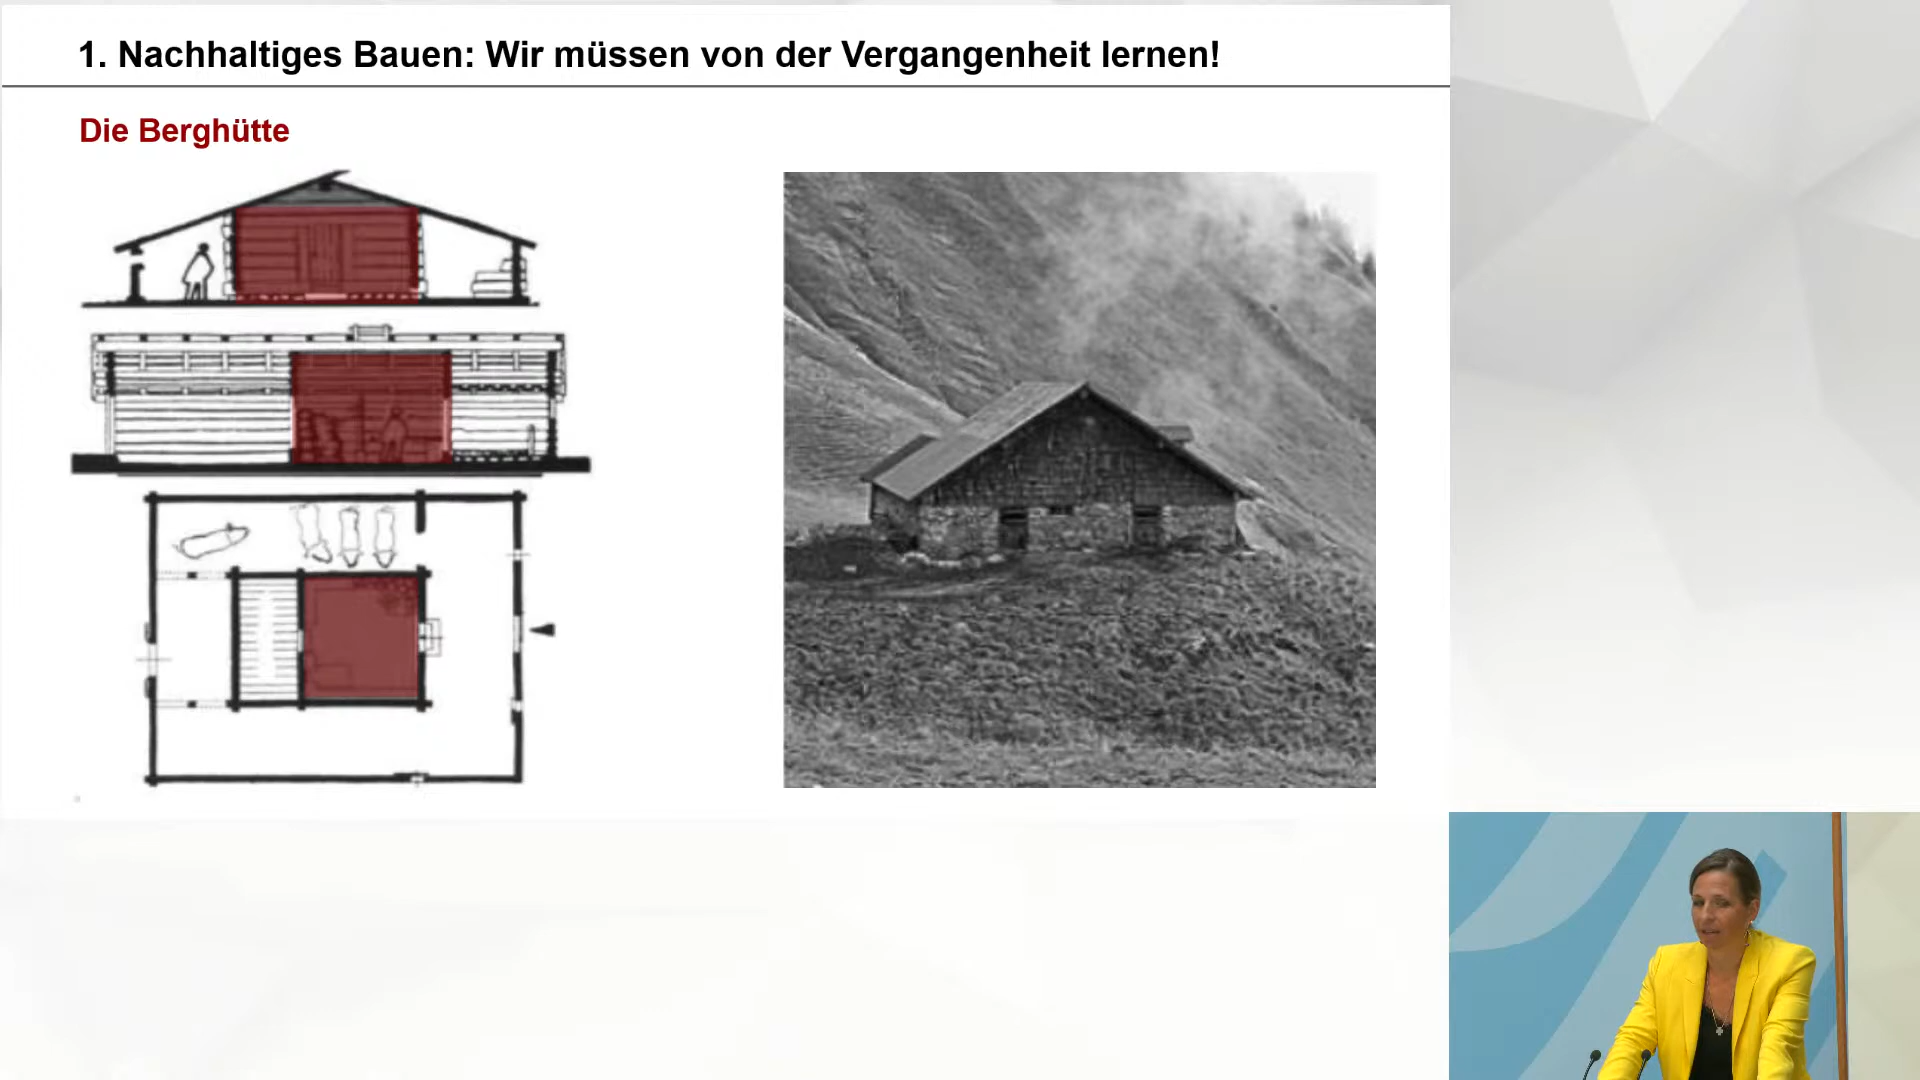 1. Nachhaltiges Bauen: Wir müssen von der Vergangenheit lernen!
Die Berghütte